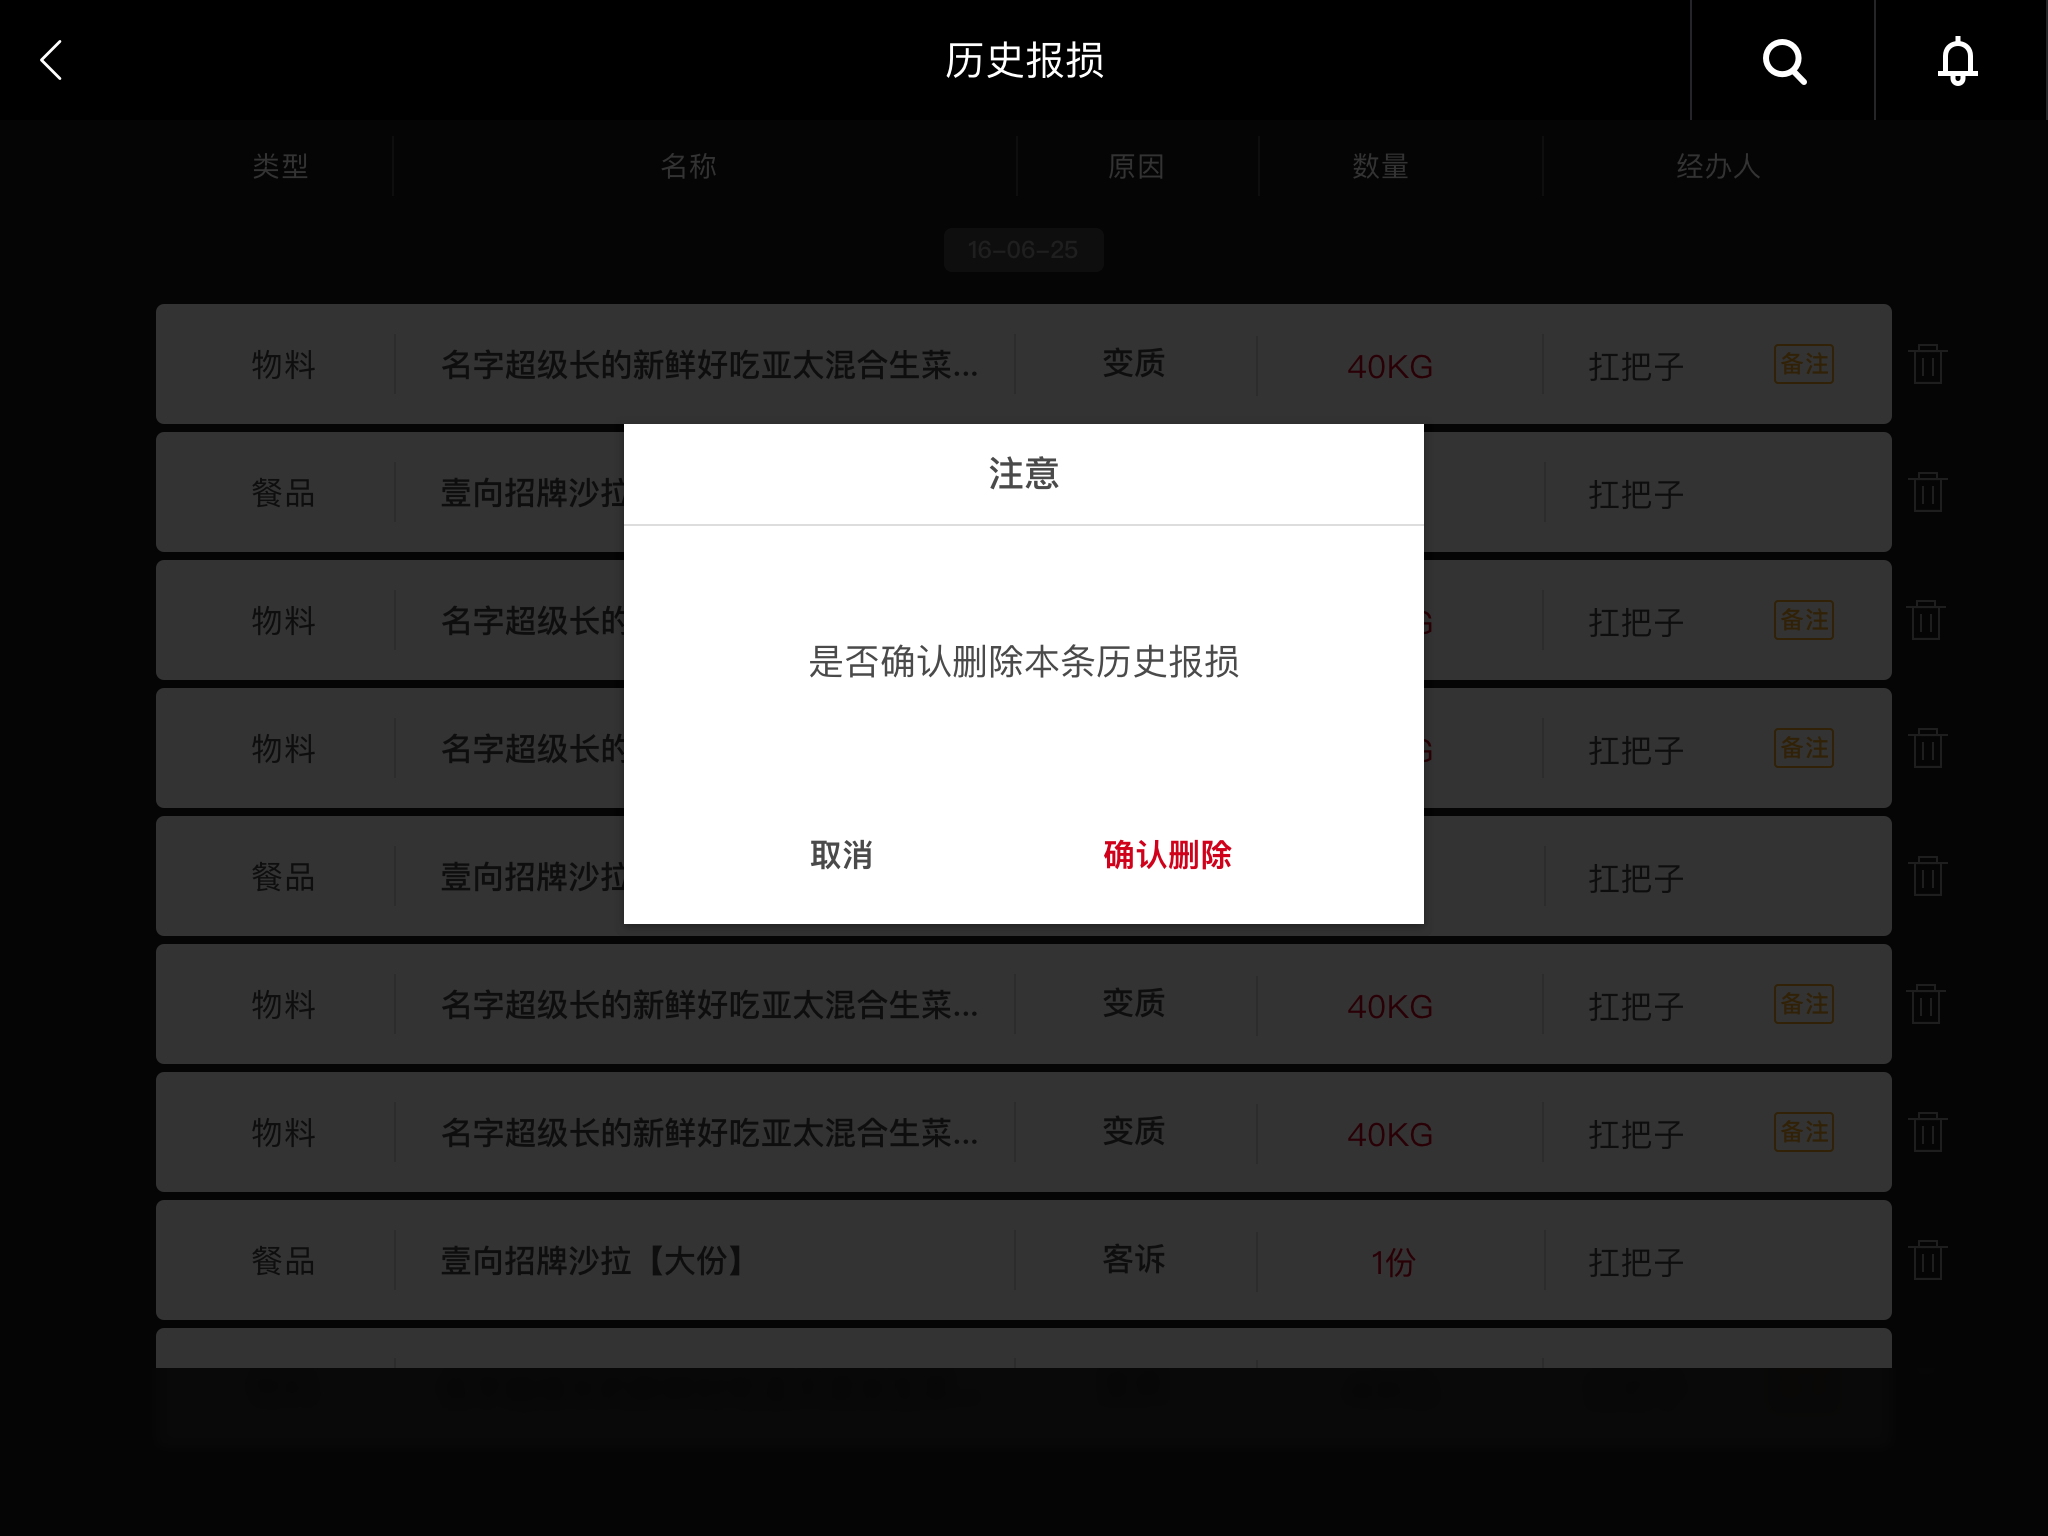 历史报损
类型 名称 原因 数量 经办人
16-06-25
物料 名字超级长的新鲜好吃亚太混合生菜... 变质 40KG 扛把子 备注
注意
餐品 壹向招牌沙拉 扛把子
物料 名字超级长的 扛把子 备注
是否确认删除本条历史报损
物料 名字超级长的 扛把子 备注
取消 确认删除
餐品 壹向招牌沙拉 扛把子
物料 名字超级长的新鲜好吃亚太混合生菜... 变质 40KG 扛把子 备注
物料 名字超级长的新鲜好吃亚太混合生菜... 变质 40KG 扛把子 备注
餐品 壹向招牌沙拉【大份】 客诉 1份 扛把子